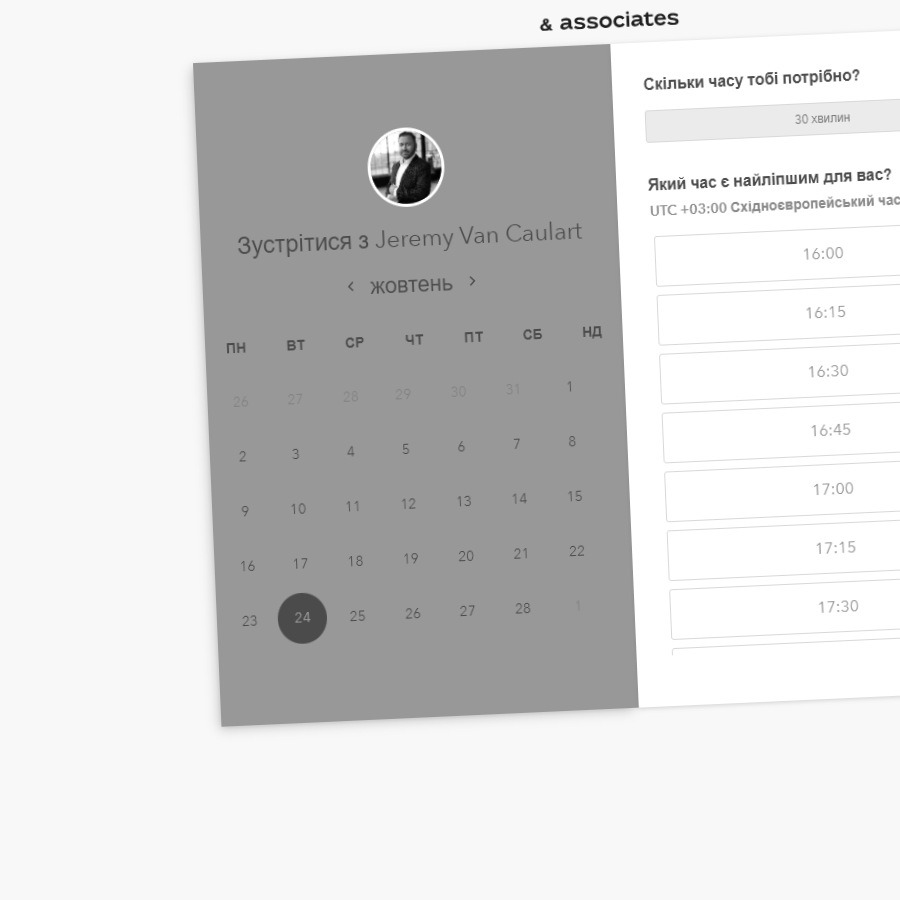 & associates
Зустрітися з Jeremy Van Caulart
‹ жовтень ›
ПН ВТ СР ЧТ ПТ СБ НД
26 27 28 29 30 31 1
2 3 4 5 6 7 8
9 10 11 12 13 14 15
16 17 18 19 20 21 22
23 24 25 26 27 28 1
Скільки часу тобі потрібно?
30 хвилин
Який час є найліпшим для вас?
UTC +03:00 Східноєвропейський час
16:00
16:15
16:30
16:45
17:00
17:15
17:30